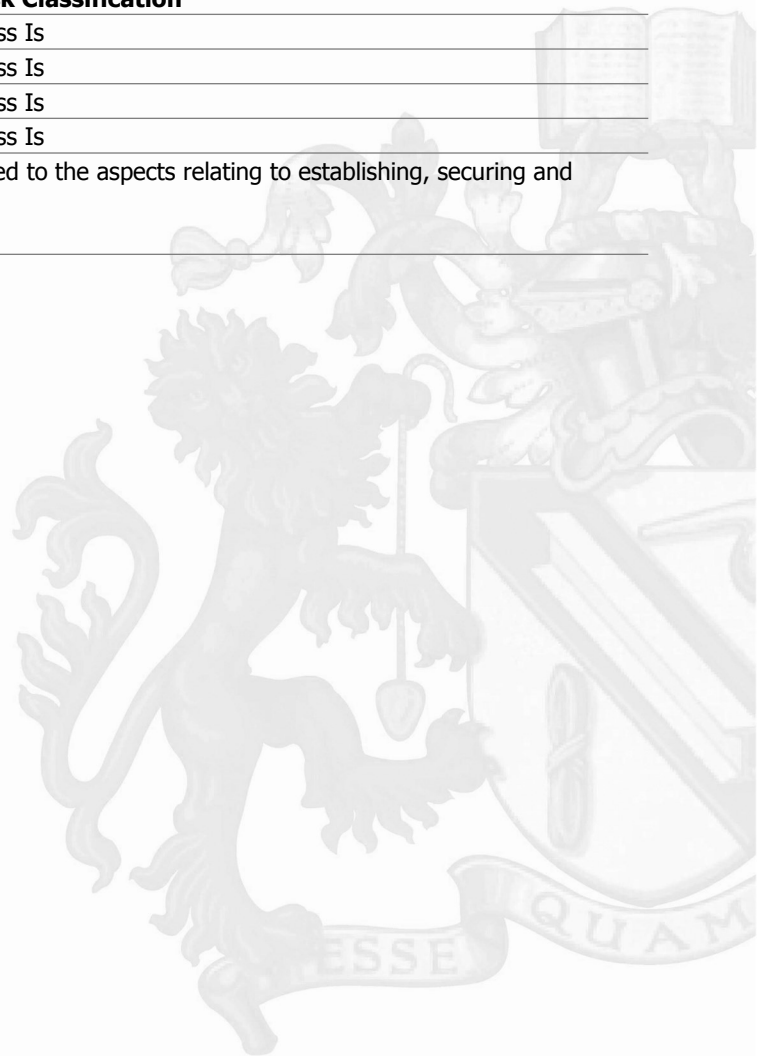 k Classification
ss Is
ss Is
ss Is
ss Is
ed to the aspects relating to establishing, securing and
ESSE QUAM